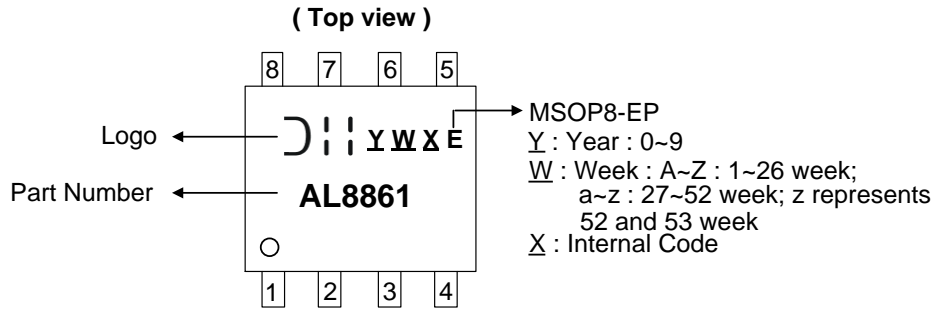 ( Top view )
8 7 6 5
Logo
Y W X E
Part Number
AL8861
1 2 3 4
MSOP8-EP
Y : Year : 0~9
W : Week : A~Z : 1~26 week;
a~z : 27~52 week; z represents
52 and 53 week
X : Internal Code